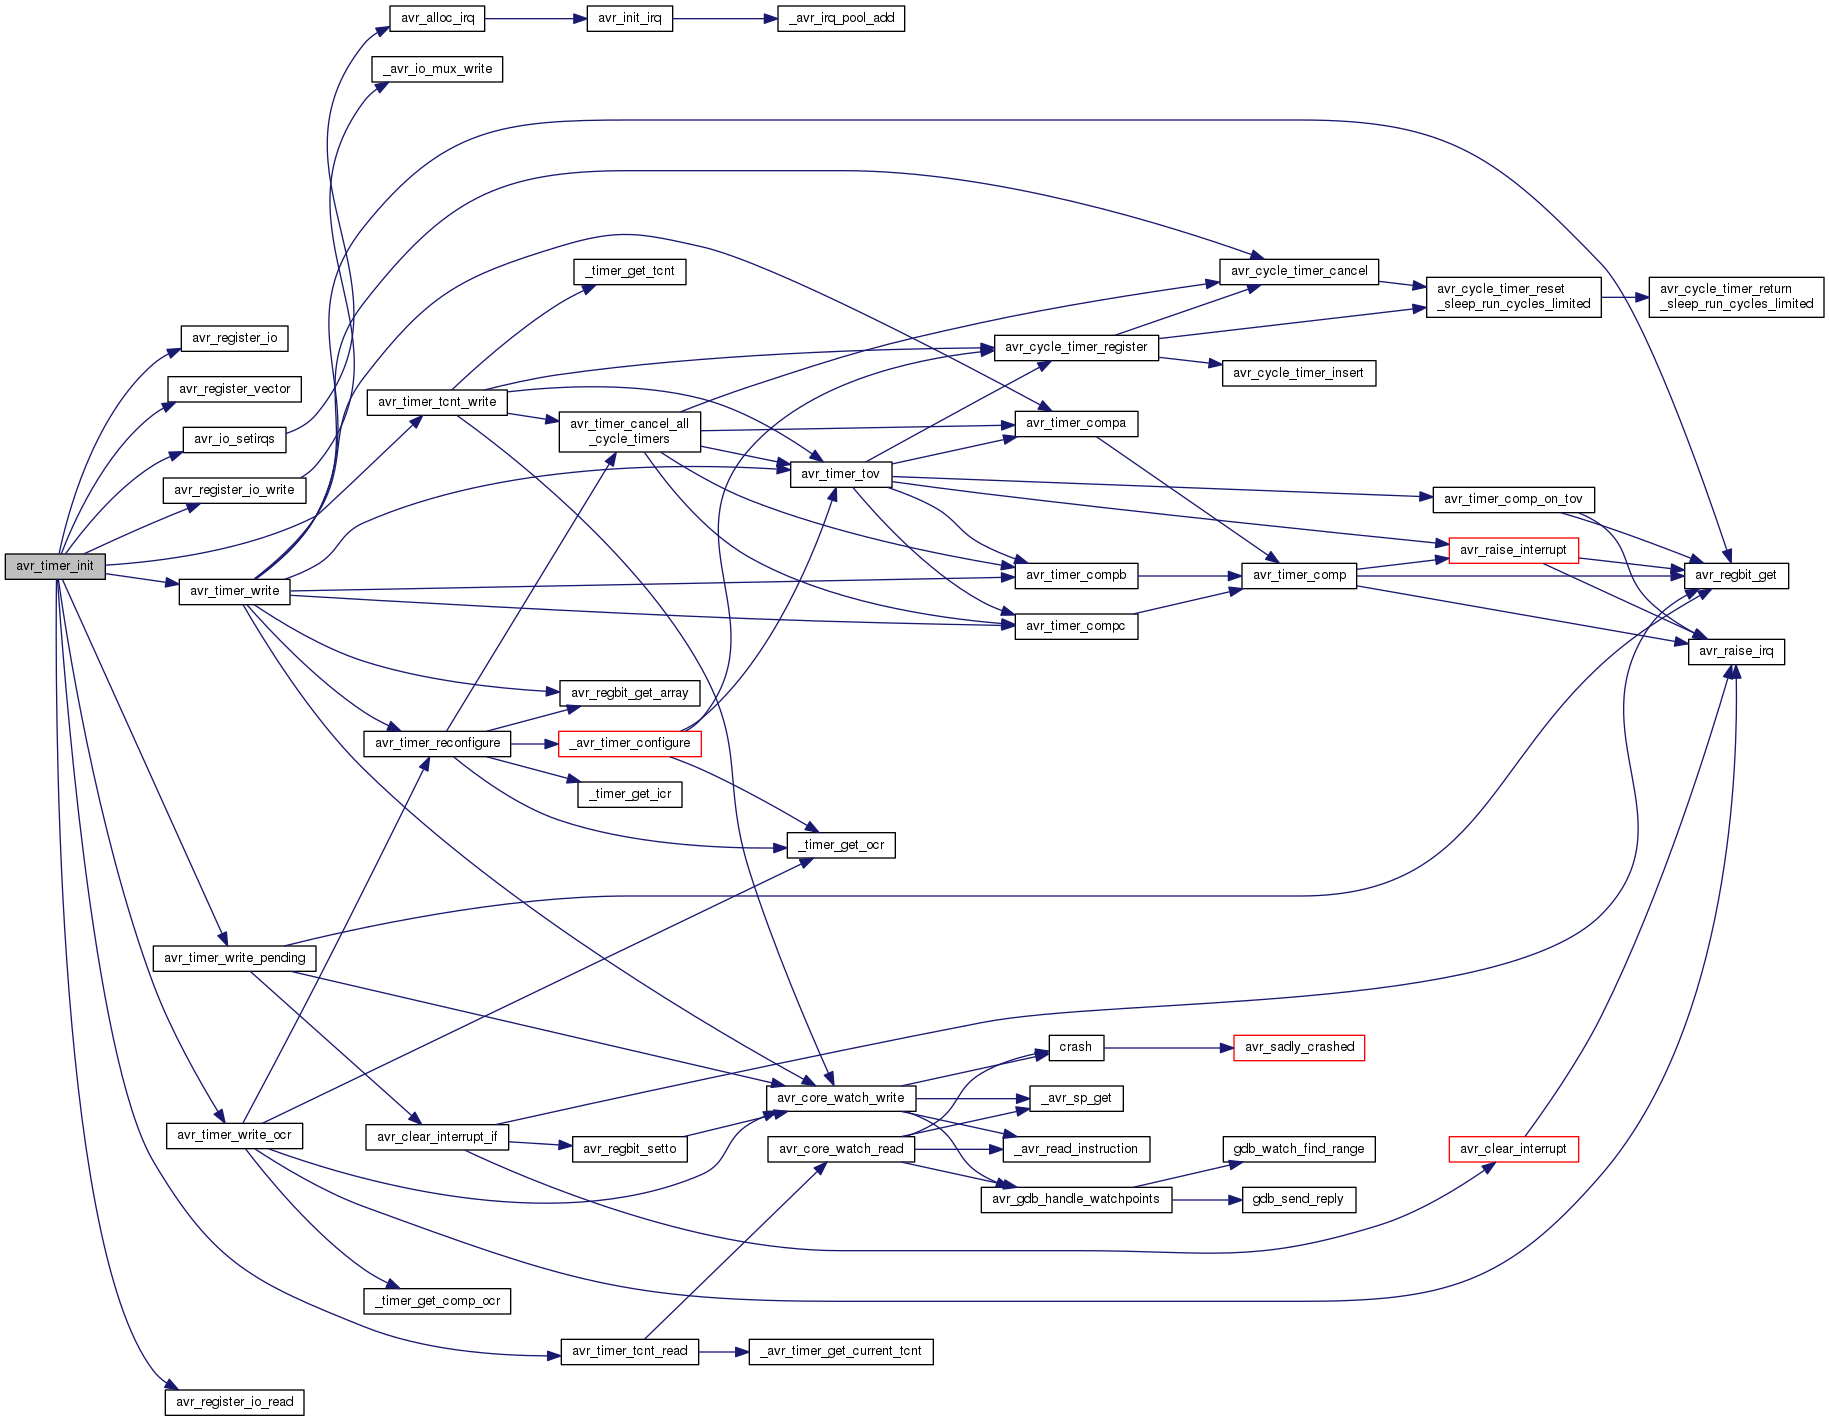 avr_alloc_irq
avr_init_irq
_avr_irq_pool_add
_avr_io_mux_write
_timer_get_tcnt
avr_cycle_timer_cancel
avr_cycle_timer_reset
_sleep_run_cycles_limited
avr_cycle_timer_return
_sleep_run_cycles_limited
avr_register_io
avr_cycle_timer_register
avr_cycle_timer_insert
avr_register_vector
avr_timer_tcnt_write
avr_timer_cancel_all
_cycle_timers
avr_timer_compa
avr_io_setirqs
avr_timer_tov
avr_register_io_write
avr_timer_comp_on_tov
avr_raise_interrupt
avr_timer_init
avr_timer_write
avr_timer_compb
avr_timer_comp
avr_regbit_get
avr_timer_compc
avr_raise_irq
avr_regbit_get_array
avr_timer_reconfigure
_avr_timer_configure
_timer_get_icr
_timer_get_ocr
avr_timer_write_pending
crash
avr_sadly_crashed
avr_core_watch_write
_avr_sp_get
avr_timer_write_ocr
avr_clear_interrupt_if
avr_regbit_setto
avr_core_watch_read
_avr_read_instruction
gdb_watch_find_range
avr_clear_interrupt
avr_gdb_handle_watchpoints
gdb_send_reply
_timer_get_comp_ocr
avr_timer_tcnt_read
_avr_timer_get_current_tcnt
avr_register_io_read